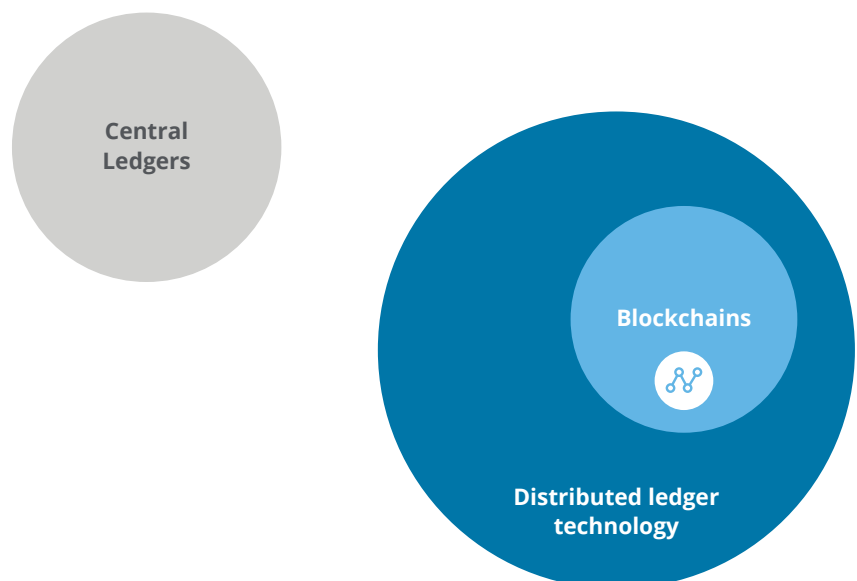 Central
Ledgers
Blockchains
Distributed ledger
technology